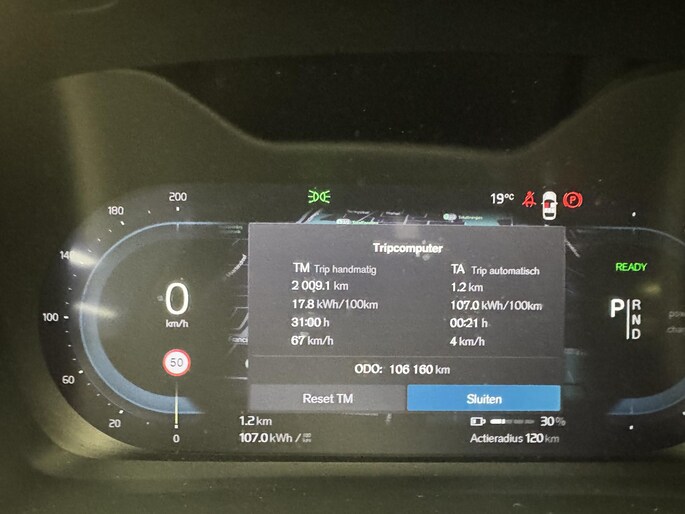 200
180
19°C
140
Tripcomputer
TM Trip handmatig
TA Trip automatisch
READY
2 009.1 km
1.2 km
0
17.8 kWh/100km
107.0 kWh/100km
P
R
N
D
100
31:00 h
00:21 h
km/h
67 km/h
4 km/h
50
ODO: 106 160 km
60
Reset TM
Sluiten
20
1.2 km
30%
0
107.0 kWh /
Actieradius 120 km